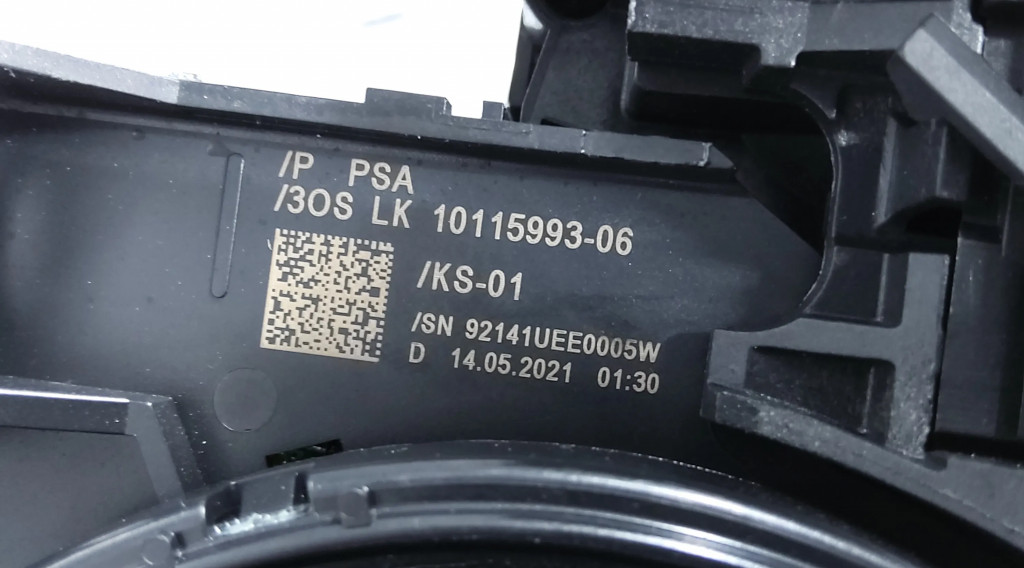 /P PSA
/3OS LK 10115993-06
/KS-01
/SN 92141UEE0005W
D 14.05.2021 01:30